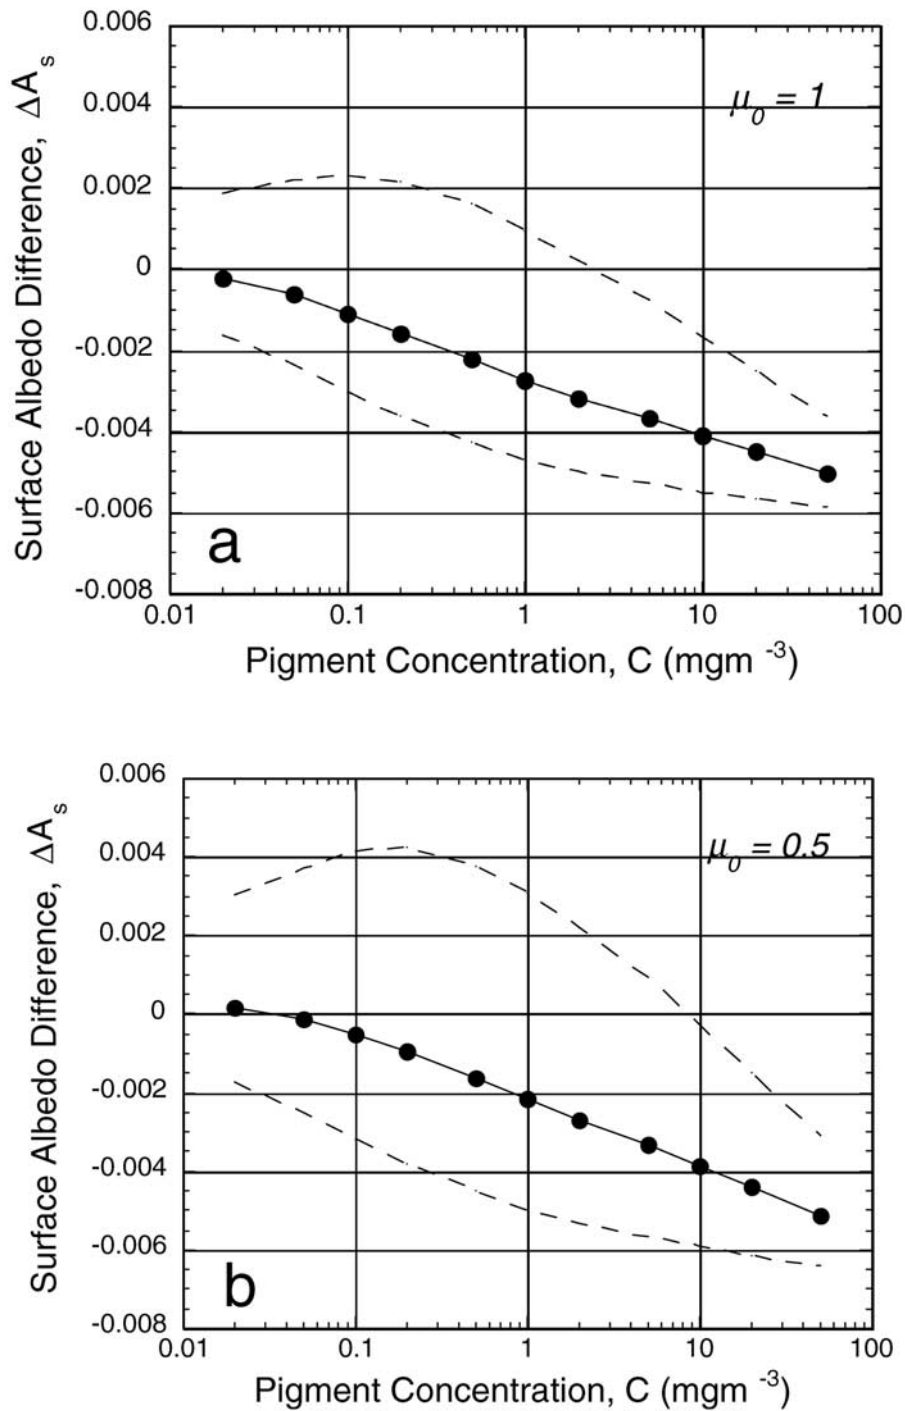 0.006
0.004
0.002
0
-0.002
-0.004
-0.006
-0.008
Surface Albedo Difference, ΔAs
μ0 = 1
a
0.01 0.1 1 10 100
Pigment Concentration, C (mgm -3)
0.006
0.004
0.002
0
-0.002
-0.004
-0.006
-0.008
Surface Albedo Difference, ΔAs
μ0 = 0.5
b
0.01 0.1 1 10 100
Pigment Concentration, C (mgm -3)